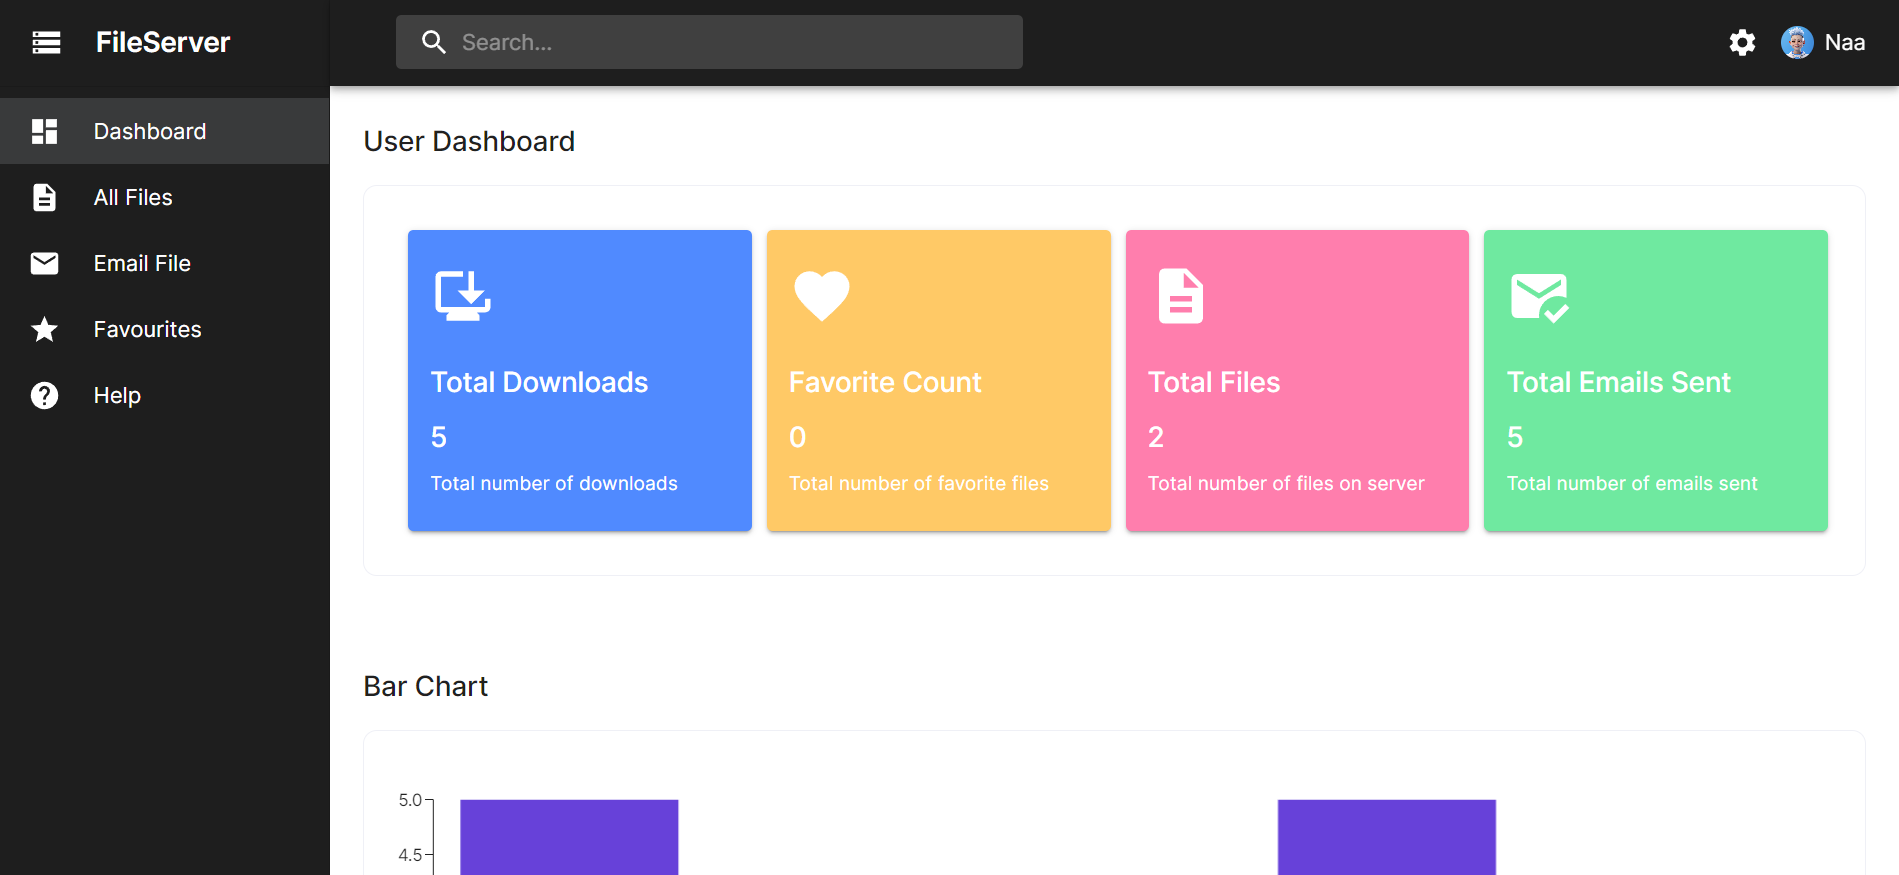 FileServer
Search...
Naa
Dashboard
All Files
Email File
Favourites
Help
User Dashboard
Total Downloads
5
Total number of downloads
Favorite Count
0
Total number of favorite files
Total Files
2
Total number of files on server
Total Emails Sent
5
Total number of emails sent
Bar Chart
5.0
4.5